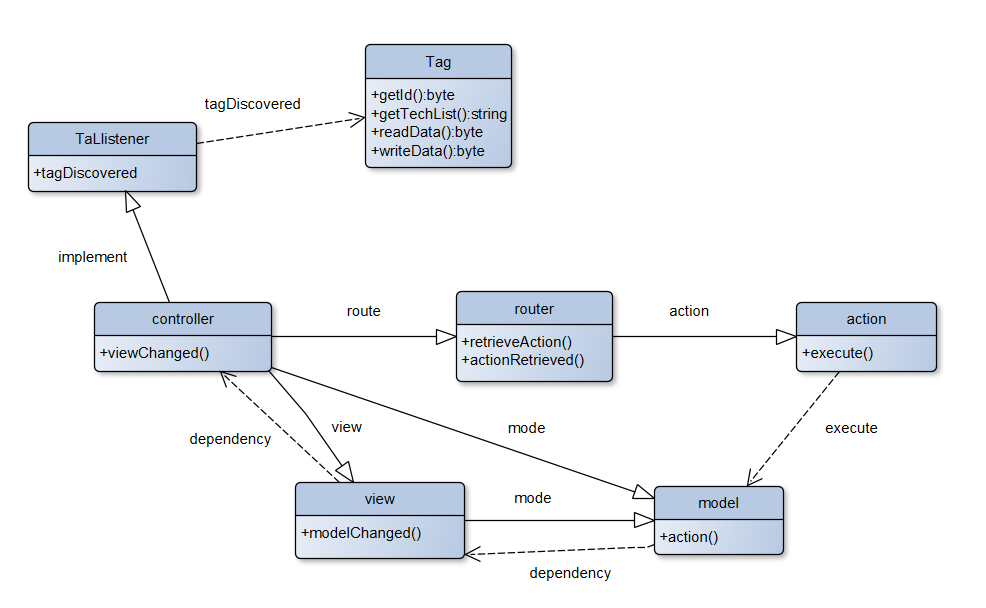 Tag
+getId():byte
+getTechList():string
+readData():byte
+writeData():byte
tagDiscovered
TaLlistener
+tagDiscovered
implement
controller
+viewChanged()
route
router
+retrieveAction()
+actionRetrieved()
action
action
+execute()
view
mode
execute
dependency
view
+modelChanged()
mode
model
+action()
dependency